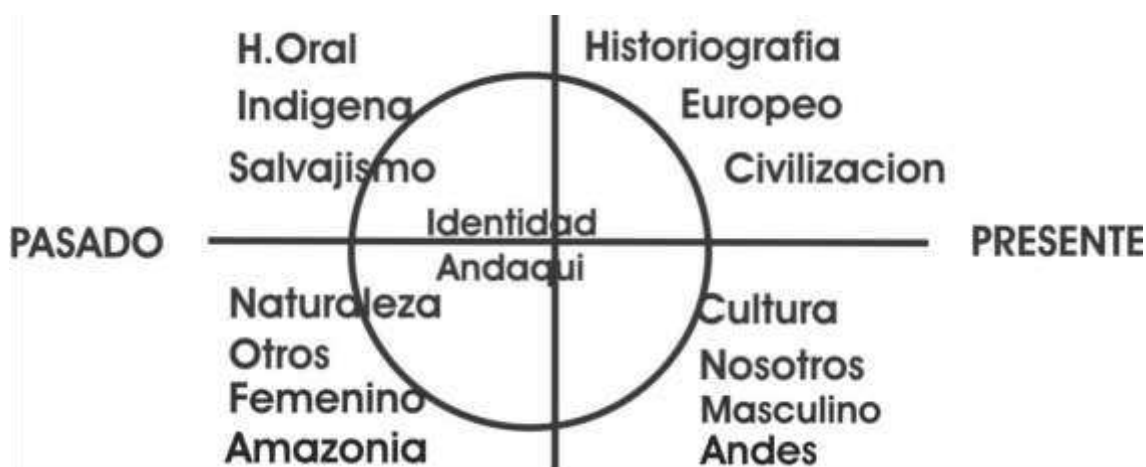 H.Oral Historiografia
Indigena Europeo
Salvajismo Civilizacion
Identidad
PASADO PRESENTE
Andaqui
Naturaleza Cultura
Otros Nosotros
Femenino Masculino
Amazonia Andes